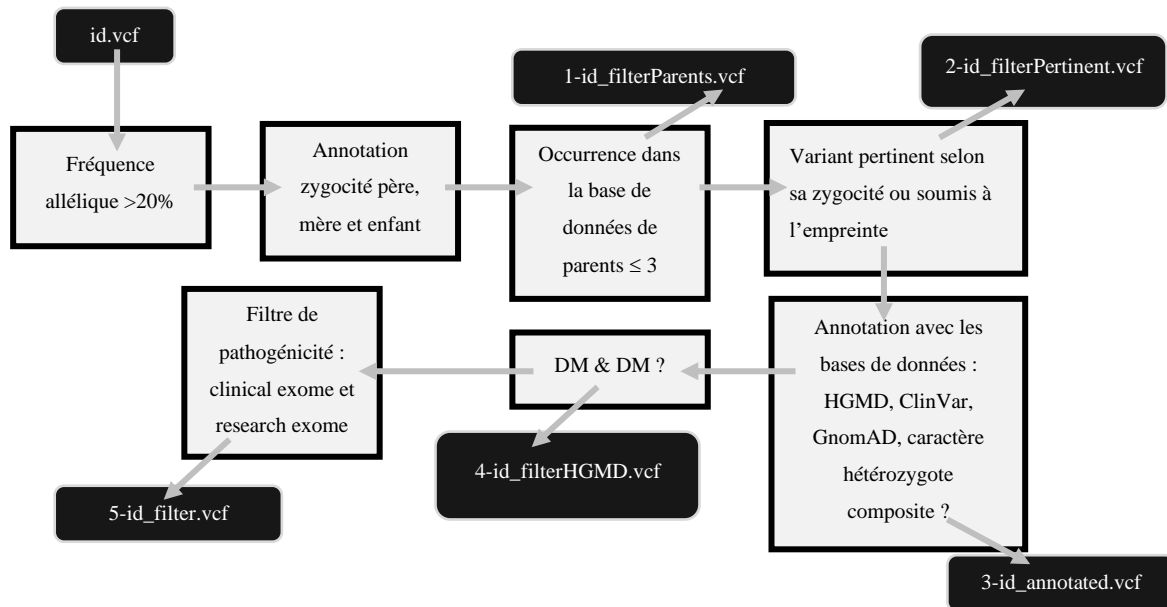 id.vcf
1-id_filterParents.vcf
2-id_filterPertinent.vcf
Fréquence
allélique >20%
Annotation
zygocité père,
mère et enfant
Occurrence dans
la base de
données de
parents ≤ 3
Variant pertinent selon
sa zygocité ou soumis à
l’empreinte
Annotation avec les
bases de données :
HGMD, ClinVar,
GnomAD, caractère
hétérozygote
composite ?
3-id_annotated.vcf
DM & DM ?
4-id_filterHGMD.vcf
Filtre de
pathogénicité :
clinical exome et
research exome
5-id_filter.vcf